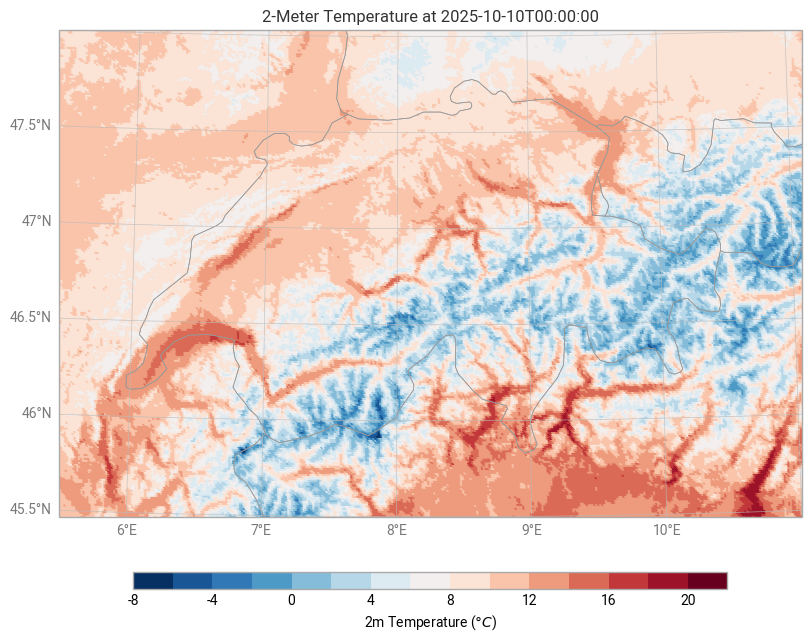 2-Meter Temperature at 2025-10-10T00:00:00
47.5°N
47°N
46.5°N
46°N
45.5°N
6°E 7°E 8°E 9°E 10°E
-8 -4 0 4 8 12 16 20
2m Temperature (°C)